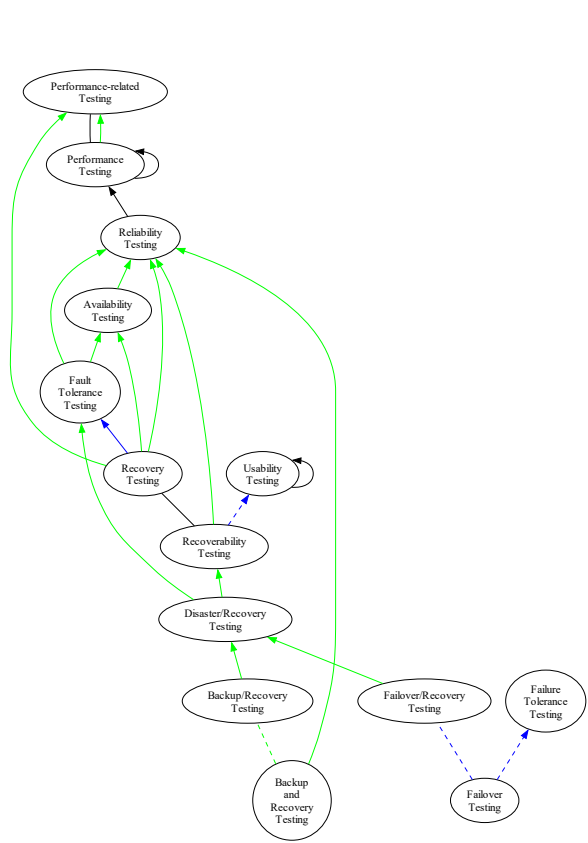 Performance-related
Testing
Performance
Testing
Reliability
Testing
Availability
Testing
Fault
Tolerance
Testing
Recovery
Testing
Usability
Testing
Recoverability
Testing
Disaster/Recovery
Testing
Backup/Recovery
Testing
Failover/Recovery
Testing
Failure
Tolerance
Testing
Backup
and
Recovery
Testing
Failover
Testing